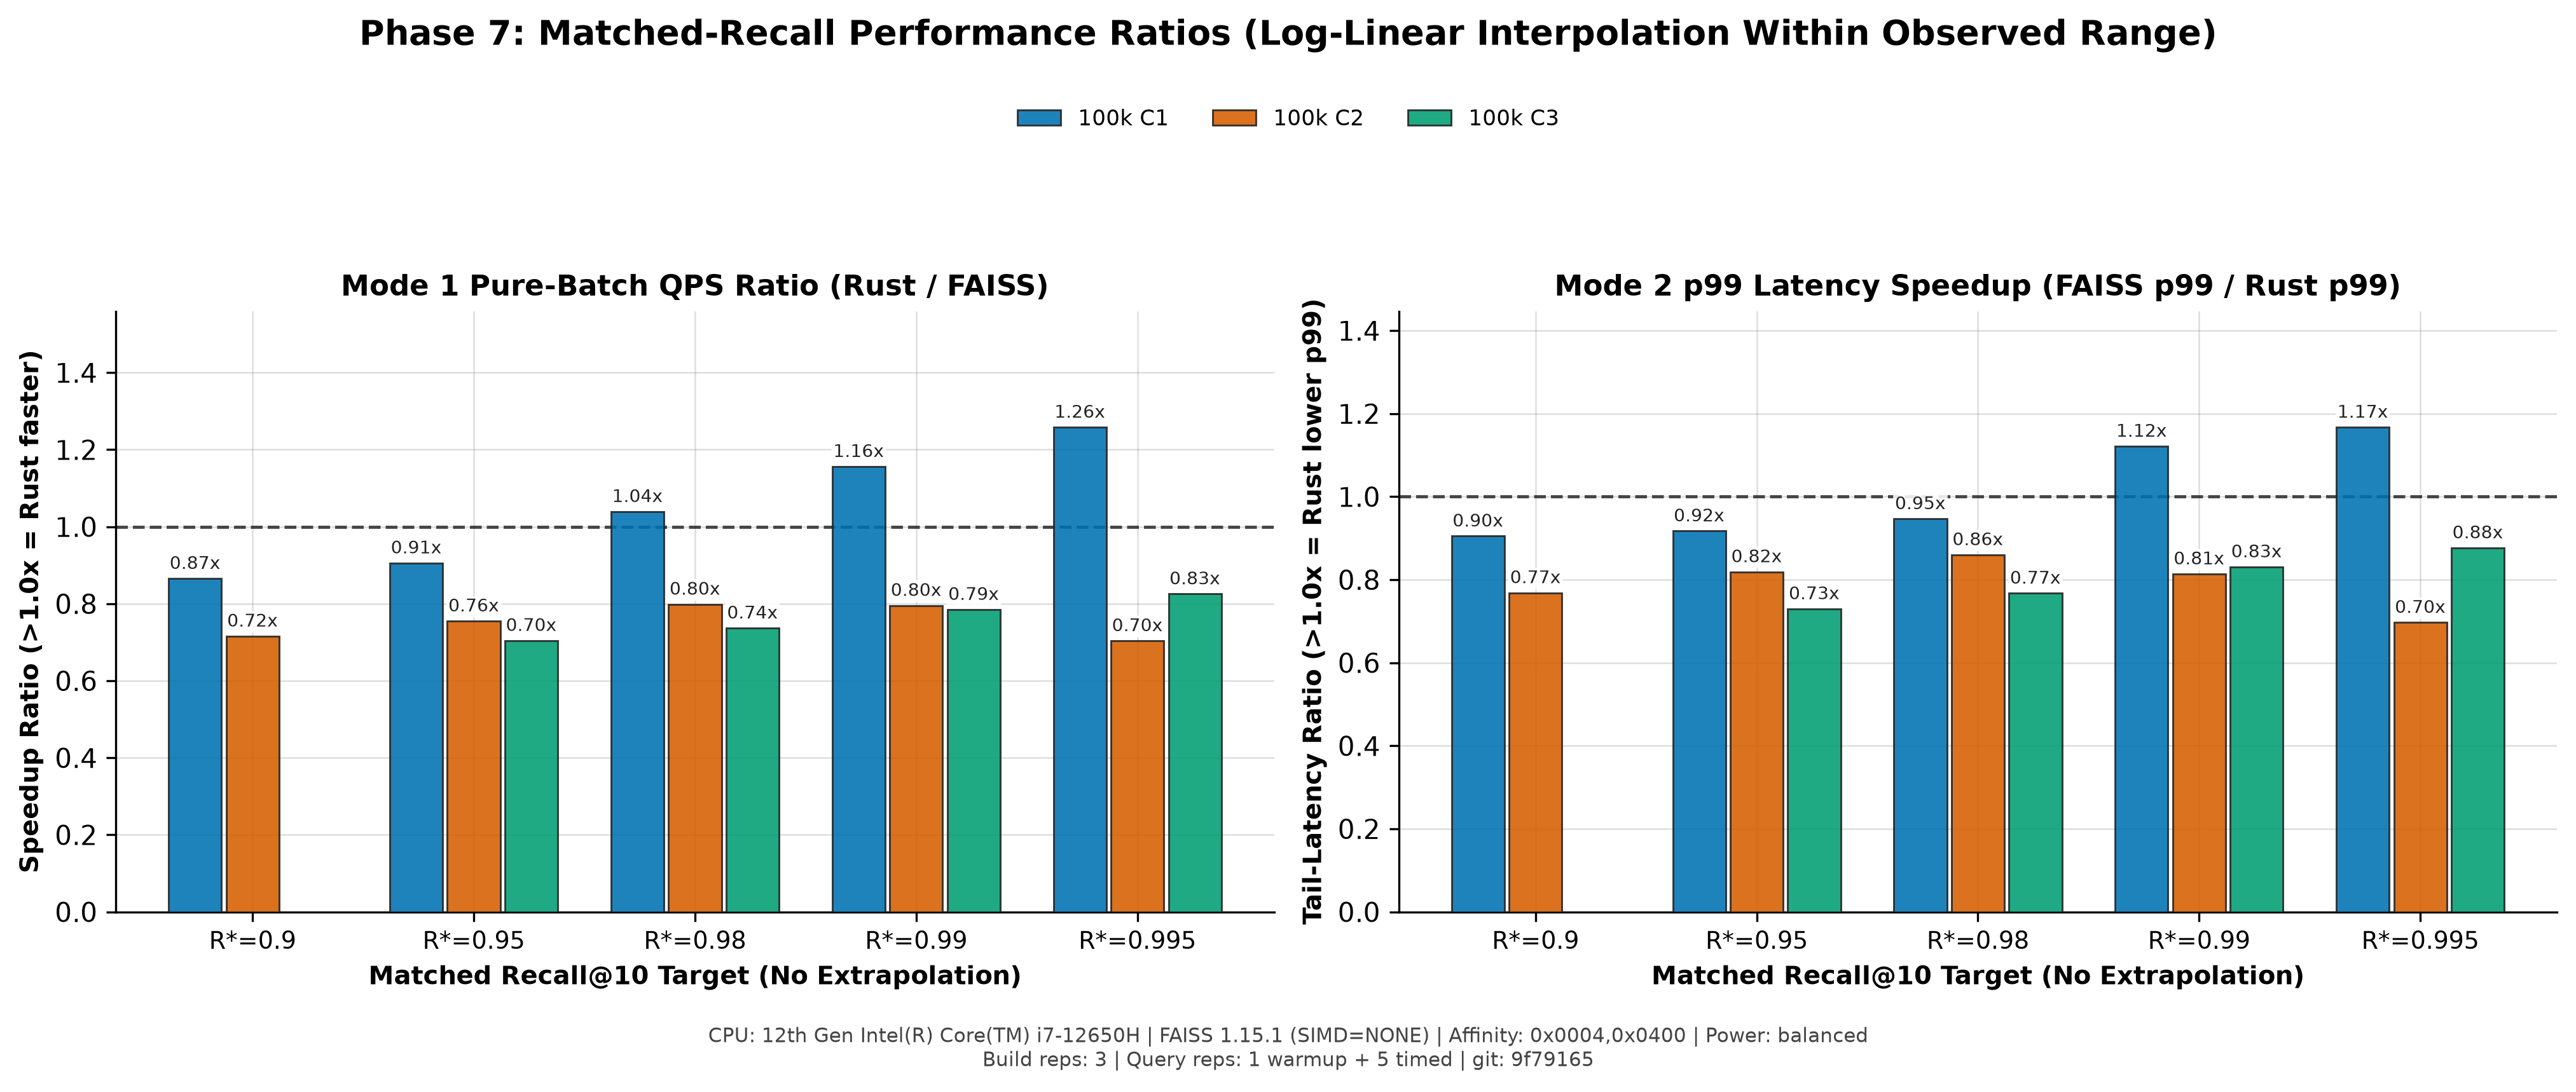 Phase 7: Matched-Recall Performance Ratios (Log-Linear Interpolation Within Observed Range)
100k C1
100k C2
100k C3
Mode 1 Pure-Batch QPS Ratio (Rust / FAISS)
Speedup Ratio (>1.0x = Rust faster)
1.4
1.2
1.0
0.8
0.6
0.4
0.2
0.0
0.87x
0.72x
0.91x
0.76x
0.70x
1.04x
0.80x
0.74x
1.16x
0.80x
0.79x
1.26x
0.70x
0.83x
R*=0.9
R*=0.95
R*=0.98
R*=0.99
R*=0.995
Matched Recall@10 Target (No Extrapolation)
Mode 2 p99 Latency Speedup (FAISS p99 / Rust p99)
Tail-Latency Ratio (>1.0x = Rust lower p99)
1.4
1.2
1.0
0.8
0.6
0.4
0.2
0.0
0.90x
0.77x
0.92x
0.82x
0.73x
0.95x
0.86x
0.77x
1.12x
0.81x
0.83x
1.17x
0.70x
0.88x
R*=0.9
R*=0.95
R*=0.98
R*=0.99
R*=0.995
Matched Recall@10 Target (No Extrapolation)
CPU: 12th Gen Intel(R) Core(TM) i7-12650H | FAISS 1.15.1 (SIMD=NONE) | Affinity: 0x0004,0x0400 | Power: balanced
Build reps: 3 | Query reps: 1 warmup + 5 timed | git: 9f79165